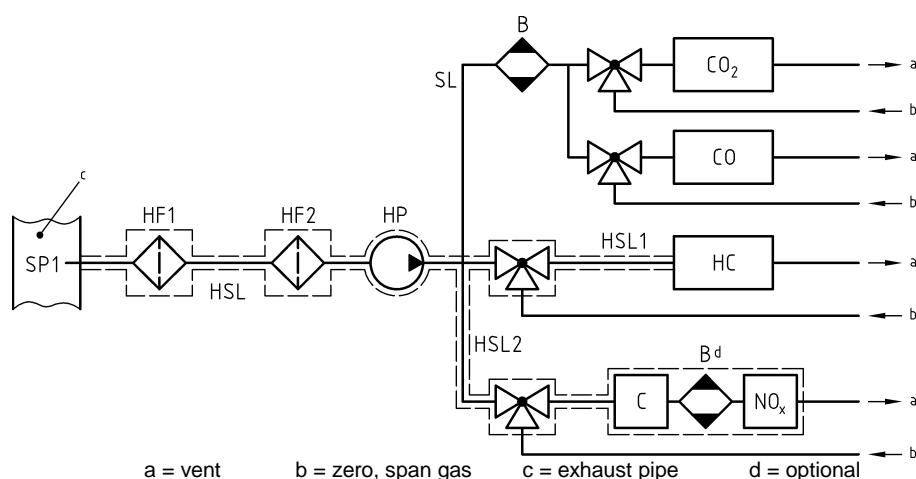 B
CO₂
a
SL
b
CO
a
c
b
HF1
HF2
HP
HSL1
SP1
HC
a
HSL
b
HSL2
B d
C
NOₓ
a
b
a = vent b = zero, span gas c = exhaust pipe d = optional